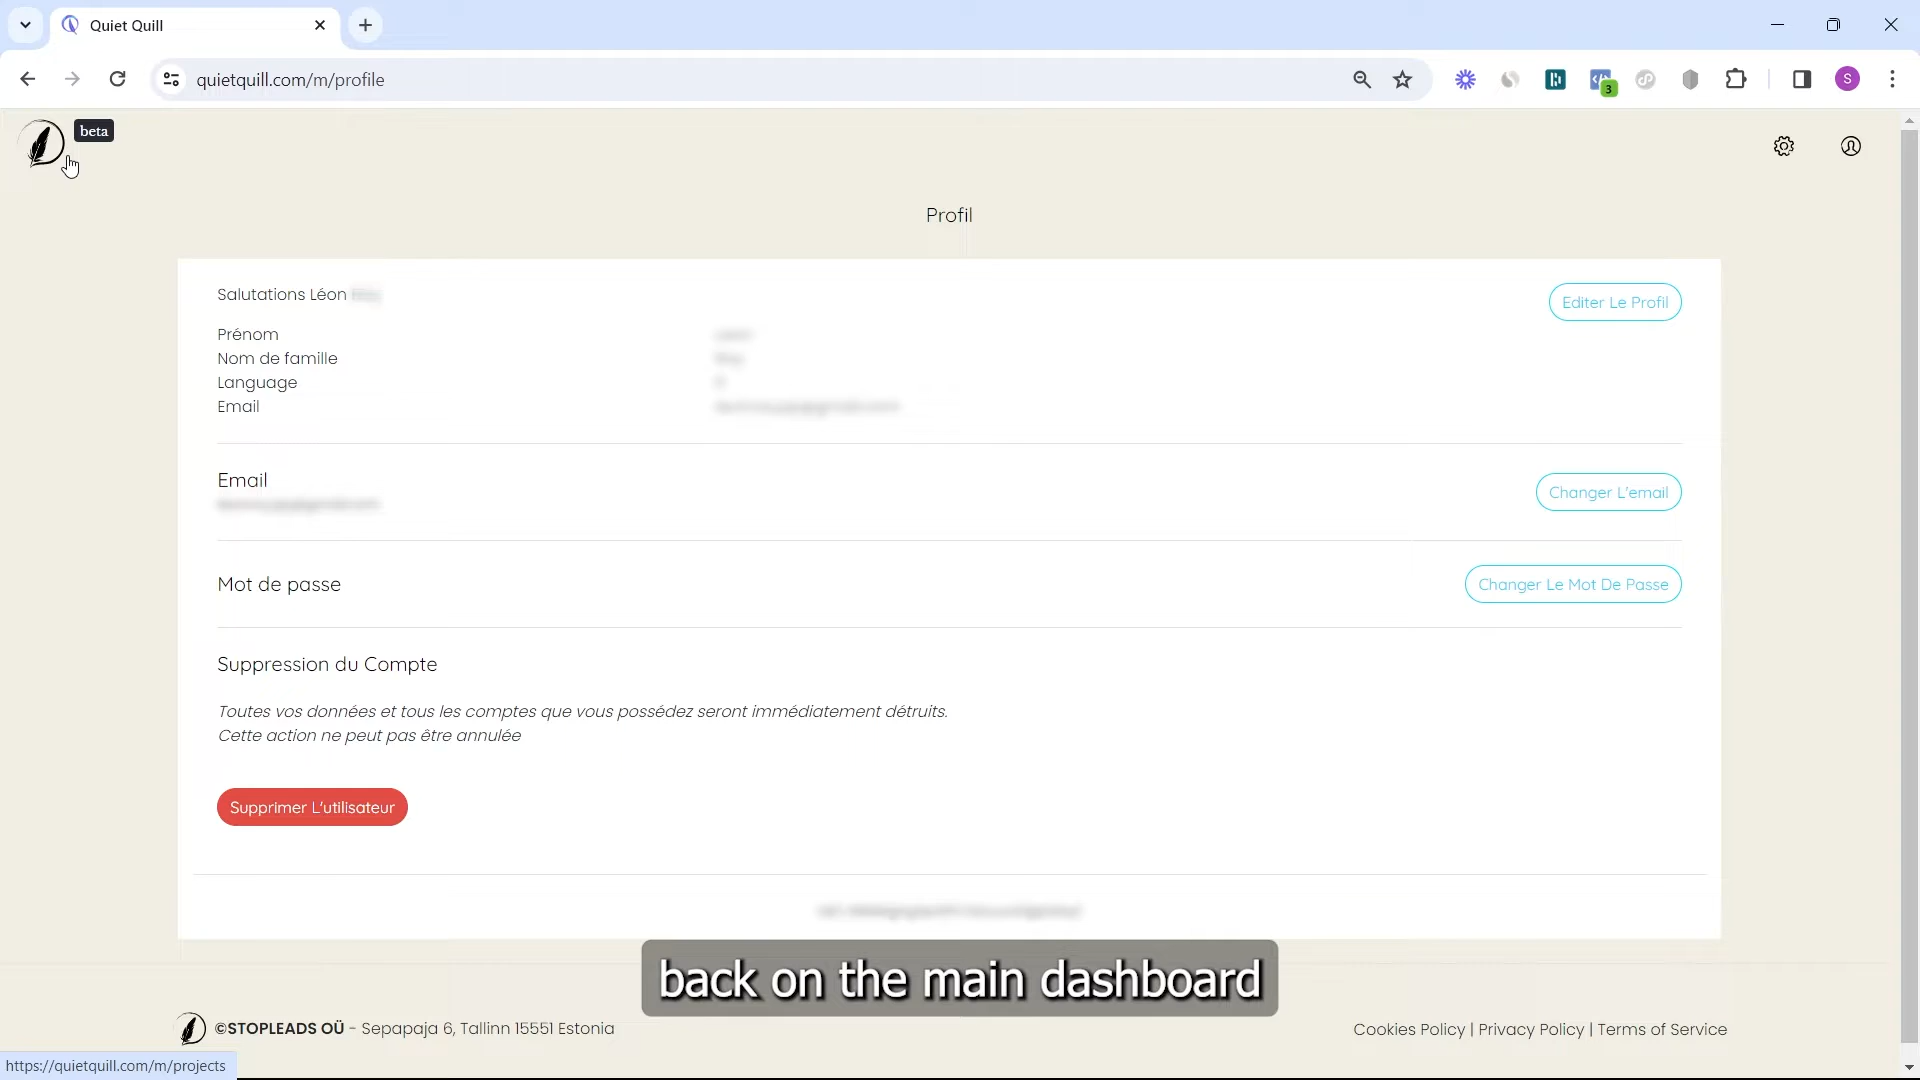 Quiet Quill
quietquill.com/m/profile
3
S
beta
Profil
Salutations Léon
Editer Le Profil
Prénom
Nom de famille
Language
Email
Email
Changer L'email
Mot de passe
Changer Le Mot De Passe
Suppression du Compte
Toutes vos données et tous les comptes que vous possédez seront immédiatement détruits.
Cette action ne peut pas être annulée
Supprimer L'utilisateur
back on the main dashboard
©STOPLEADS OÜ - Sepapaja 6, Tallinn 15551 Estonia
Cookies Policy | Privacy Policy | Terms of Service
https://quietquill.com/m/projects